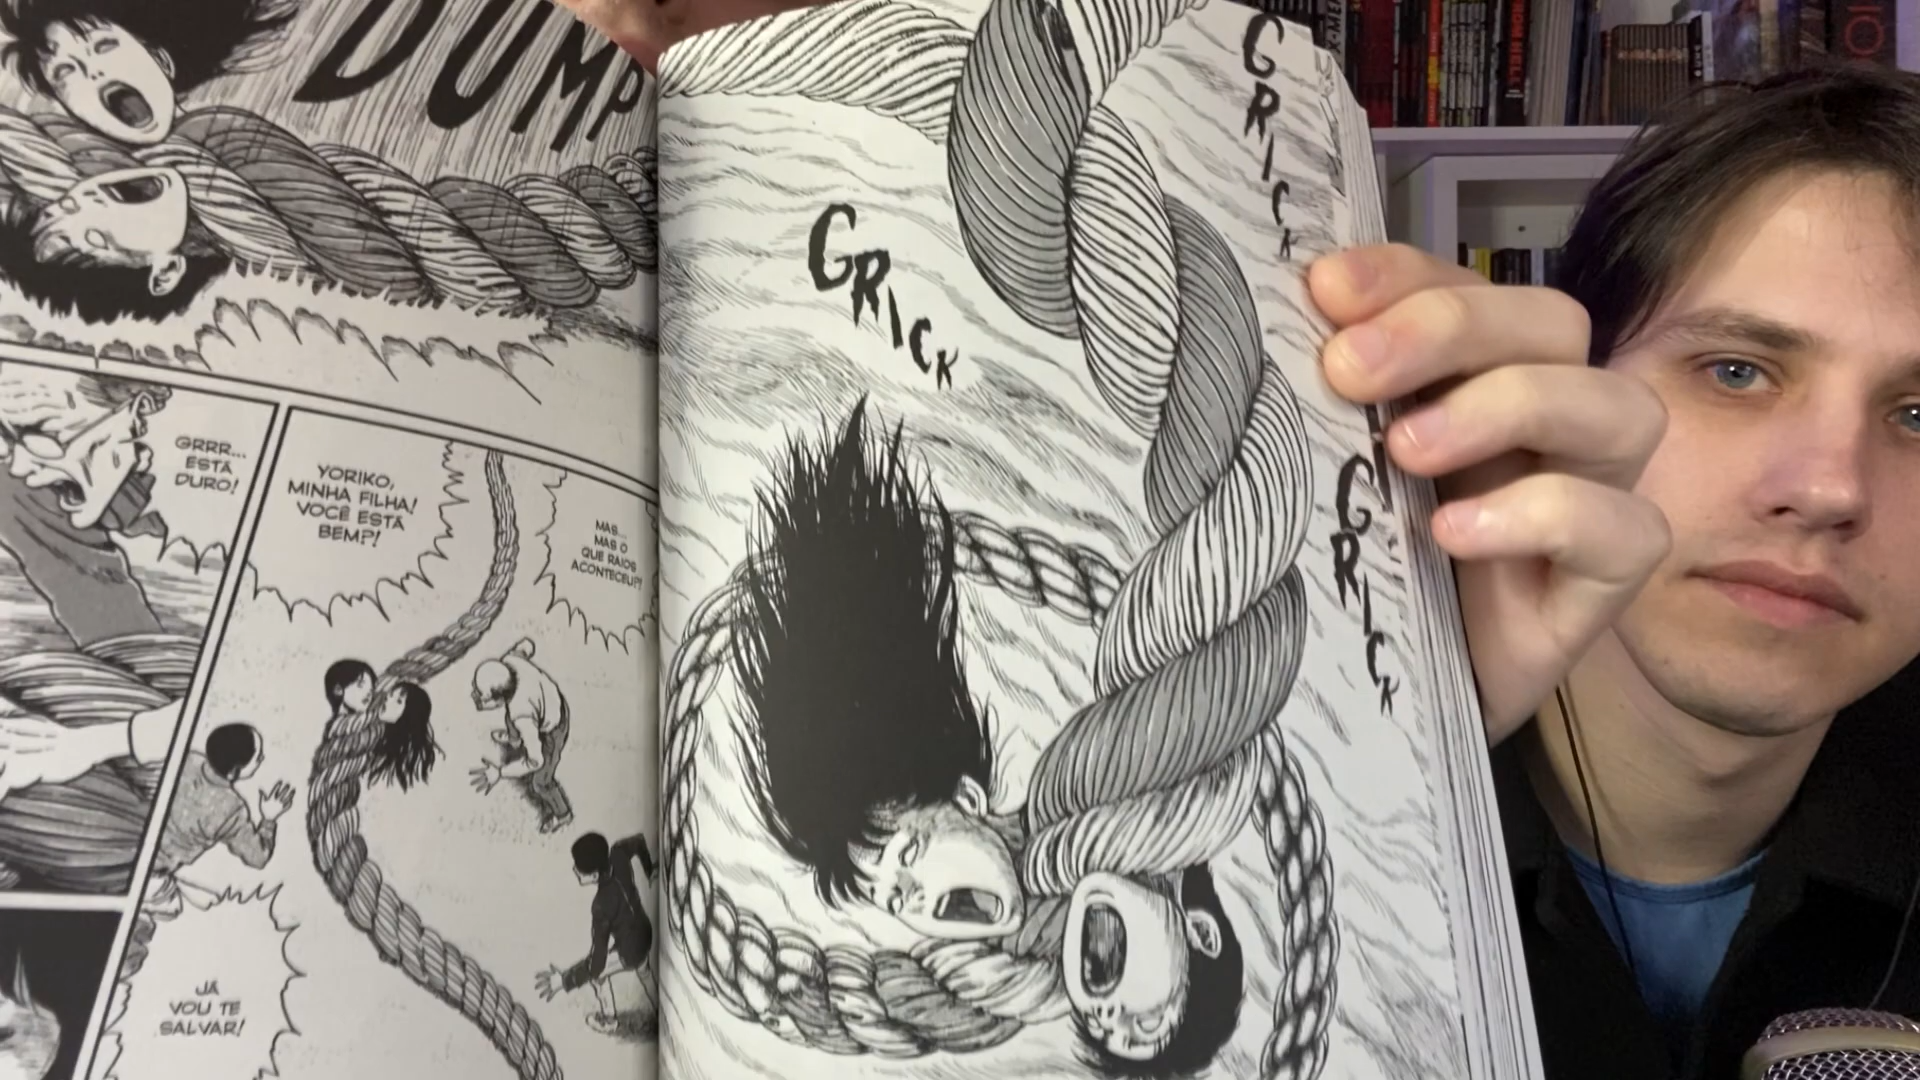 DUMP
GRRR...
ESTÁ
DURO!
YORIKO,
MINHA FILHA!
VOCÊ ESTÁ
BEM?!
MAS...
MAS O
QUE RAIOS
ACONTECEU?!
JÁ
VOU TE
SALVAR!
GRICK
GRICK
GRICK